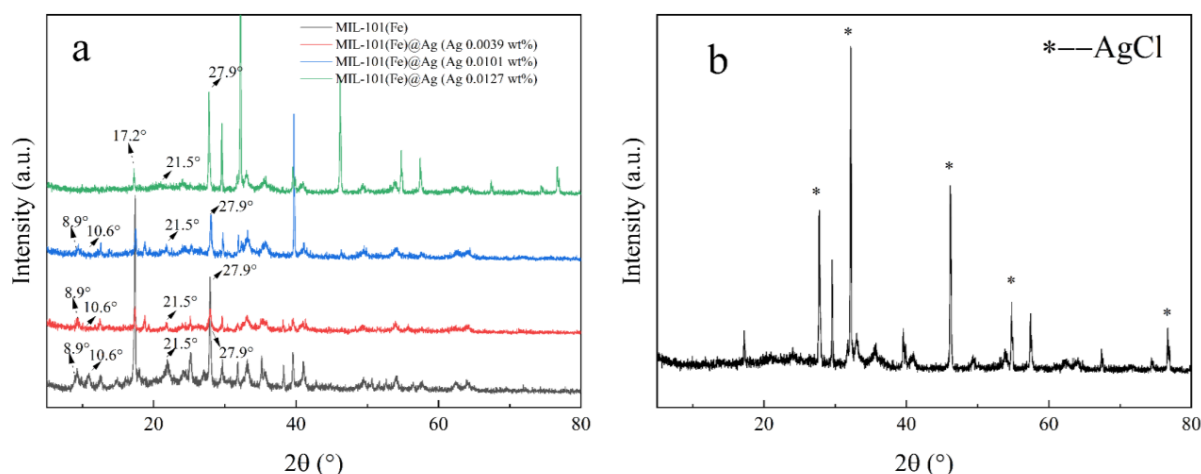 a
MIL-101(Fe)
MIL-101(Fe)@Ag (Ag 0.0039 wt%)
MIL-101(Fe)@Ag (Ag 0.0101 wt%)
MIL-101(Fe)@Ag (Ag 0.0127 wt%)
27.9°
17.2°
21.5°
8.9°
10.6°
21.5°
27.9°
8.9°
10.6°
21.5°
27.9°
8.9°
10.6°
21.5°
27.9°
Intensity (a.u.)
20 40 60 80
2θ (°)
b
*—AgCl
* * * * *
Intensity (a.u.)
20 40 60 80
2θ (°)